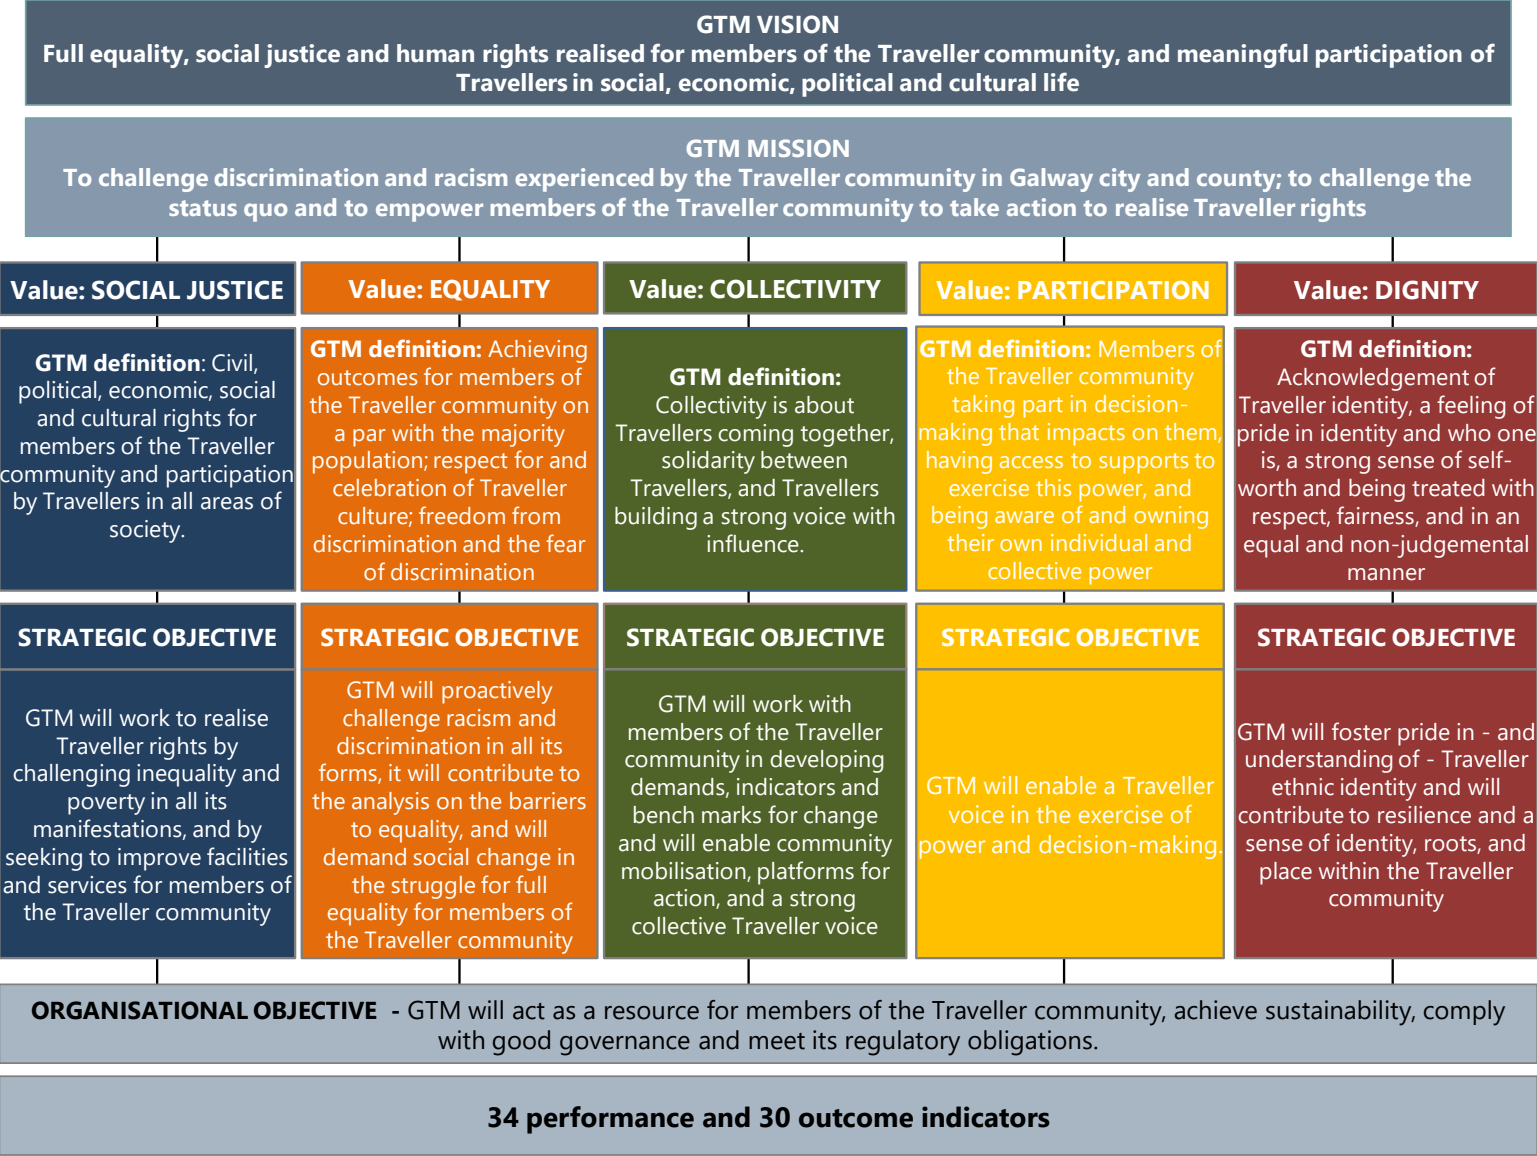 GTM VISION
Full equality, social justice and human rights realised for members of the Traveller community, and meaningful participation of
Travellers in social, economic, political and cultural life
GTM MISSION
To challenge discrimination and racism experienced by the Traveller community in Galway city and county; to challenge the
status quo and to empower members of the Traveller community to take action to realise Traveller rights
Value: SOCIAL JUSTICE
GTM definition: Civil,
political, economic, social
and cultural rights for
members of the Traveller
community and participation
by Travellers in all areas of
society.
STRATEGIC OBJECTIVE
GTM will work to realise
Traveller rights by
challenging inequality and
poverty in all its
manifestations, and by
seeking to improve facilities
and services for members of
the Traveller community
Value: EQUALITY
GTM definition: Achieving
outcomes for members of
the Traveller community on
a par with the majority
population; respect for and
celebration of Traveller
culture; freedom from
discrimination and the fear
of discrimination
STRATEGIC OBJECTIVE
GTM will proactively
challenge racism and
discrimination in all its
forms, it will contribute to
the analysis on the barriers
to equality, and will
demand social change in
the struggle for full
equality for members of
the Traveller community
Value: COLLECTIVITY
GTM definition:
Collectivity is about
Travellers coming together,
solidarity between
Travellers, and Travellers
building a strong voice with
influence.
STRATEGIC OBJECTIVE
GTM will work with
members of the Traveller
community in developing
demands, indicators and
bench marks for change
and will enable community
mobilisation, platforms for
action, and a strong
collective Traveller voice
Value: PARTICIPATION
GTM definition: Members of
the Traveller community
taking part in decision-
making that impacts on them,
having access to supports to
exercise this power, and
being aware of and owning
their own individual and
collective power
STRATEGIC OBJECTIVE
GTM will enable a Traveller
voice in the exercise of
power and decision-making.
Value: DIGNITY
GTM definition:
Acknowledgement of
Traveller identity, a feeling of
pride in identity and who one
is, a strong sense of self-
worth and being treated with
respect, fairness, and in an
equal and non-judgemental
manner
STRATEGIC OBJECTIVE
GTM will foster pride in - and
understanding of - Traveller
ethnic identity and will
contribute to resilience and a
sense of identity, roots, and
place within the Traveller
community
ORGANISATIONAL OBJECTIVE - GTM will act as a resource for members of the Traveller community, achieve sustainability, comply
with good governance and meet its regulatory obligations.
34 performance and 30 outcome indicators